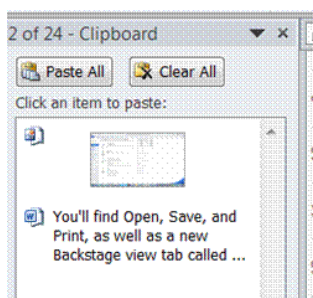 2 of 24 - Clipboard
Paste All Clear All
Click an item to paste:
You'll find Open, Save, and
Print, as well as a new
Backstage view tab called ...